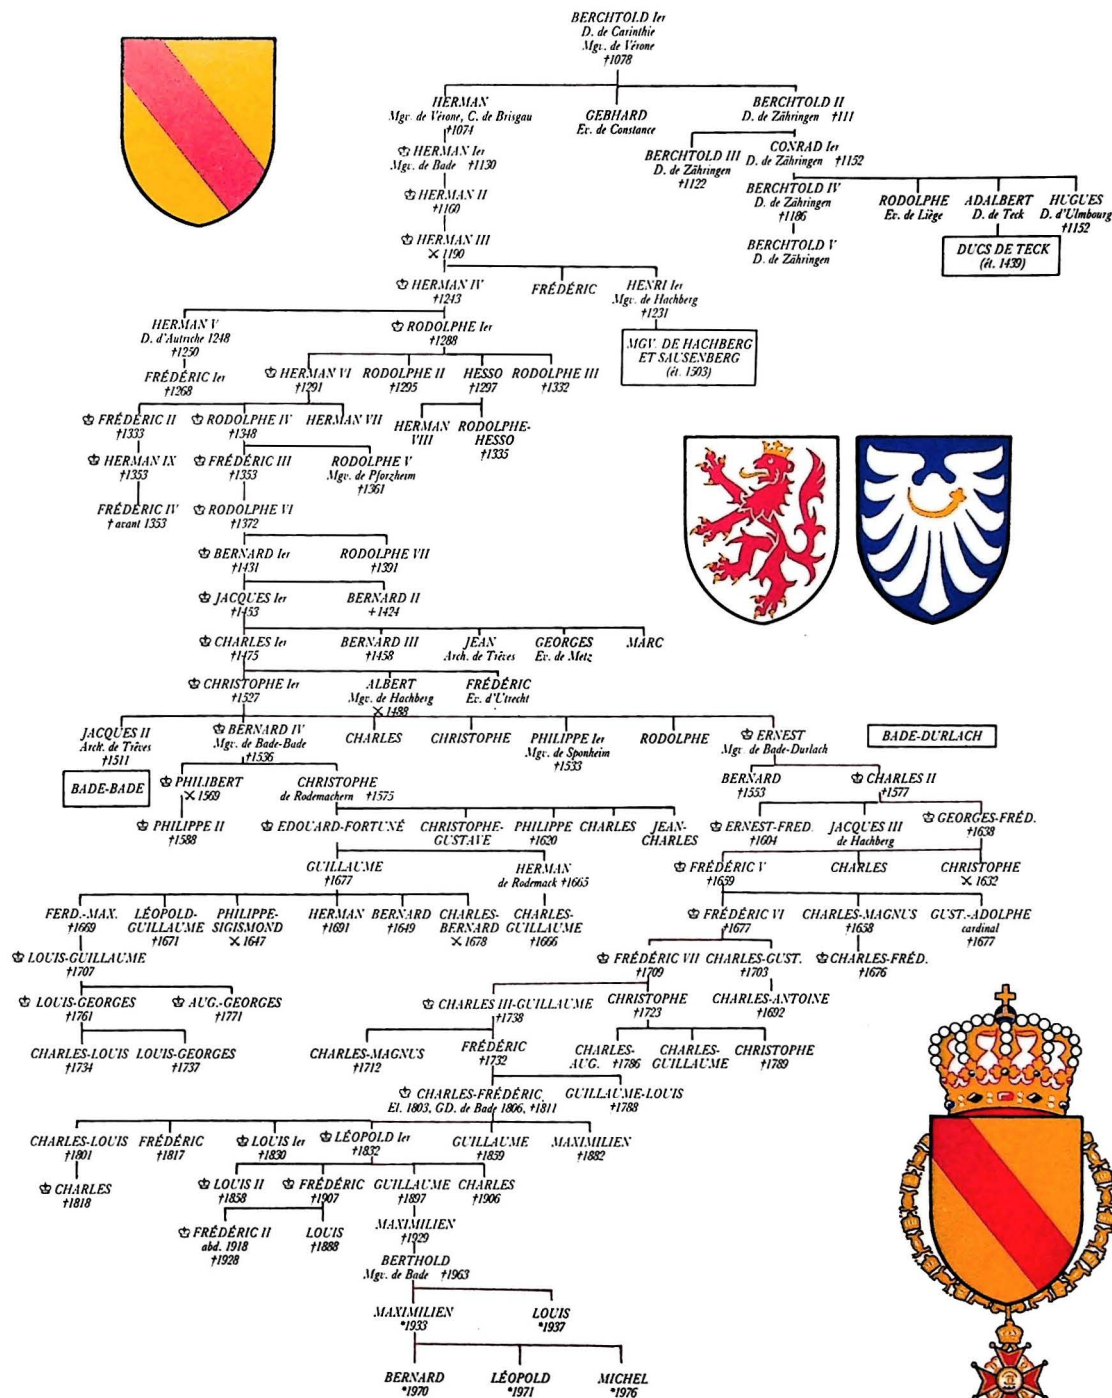 BERCHTOLD Ier
D. de Carinthie
Mgv. de Vérone
†1078
HERMAN
Mgv. de Vérone, C. de Brisgau
†1074
GEBHARD
Ev. de Constance
BERCHTOLD II
D. de Zähringen †111
HERMAN Ier
Mgv. de Bade †1130
BERCHTOLD III
D. de Zähringen
†1122
CONRAD Ier
D. de Zähringen †1152
HERMAN II
†1160
BERCHTOLD IV
D. de Zähringen
†1186
RODOLPHE
Ev. de Liège
ADALBERT
D. de Teck
HUGUES
D. d'Ulmbourg
†1152
HERMAN III
1190
BERCHTOLD V
D. de Zähringen
DUCS DE TECK
(ét. 1439)
HERMAN IV
†1243
FRÉDÉRIC
HENRI Ier
Mgv. de Hachberg
†1231
HERMAN V
D. d'Autriche 1248
†1250
RODOLPHE Ier
†1288
MGV. DE HACHBERG
ET SAUSENBERG
(ét. 1503)
FRÉDÉRIC Ier
†1268
HERMAN VI
†1291
RODOLPHE II
†1295
HESSO
†1297
RODOLPHE III
†1332
FRÉDÉRIC II
†1333
RODOLPHE IV
†1348
HERMAN VII
HERMAN
VIII
RODOLPHE-
HESSO
†1335
HERMAN IX
†1353
FRÉDÉRIC III
†1353
RODOLPHE V
Mgv. de Pforzheim
†1361
FRÉDÉRIC IV
† avant 1353
RODOLPHE VI
†1372
BERNARD Ier
†1431
RODOLPHE VII
†1391
JACQUES Ier
†1453
BERNARD II
+1424
CHARLES Ier
†1475
BERNARD III
†1458
JEAN
Arch. de Trêves
GEORGES
Ev. de Metz
MARC
CHRISTOPHE Ier
†1527
ALBERT
Mgv. de Hachberg
1488
FRÉDÉRIC
Ev. d'Utrecht
JACQUES II
Arch. de Trêves
†1511
BERNARD IV
Mgv. de Bade-Bade
†1536
CHARLES
CHRISTOPHE
PHILIPPE Ier
Mgv. de Sponheim
†1533
RODOLPHE
ERNEST
Mgv. de Bade-Durlach
BADE-DURLACH
BADE-BADE
PHILIBERT
1569
CHRISTOPHE
de Rodemachern †1575
BERNARD
†1553
CHARLES II
†1577
PHILIPPE II
†1588
EDOUARD-FORTUNÉ
CHRISTOPHE-
GUSTAVE
PHILIPPE
†1620
CHARLES
JEAN-
CHARLES
ERNEST-FRED.
†1604
JACQUES III
de Hachberg
GEORGES-FRÉD.
†1638
GUILLAUME
†1677
HERMAN
de Rodemack †1665
FRÉDÉRIC V
†1659
CHARLES
CHRISTOPHE
1632
FERD.-MAX.
†1669
LÉOPOLD-
GUILLAUME
†1671
PHILIPPE-
SIGISMOND
1647
HERMAN
†1691
BERNARD
†1649
CHARLES-
BERNARD
1678
CHARLES-
GUILLAUME
†1666
FRÉDÉRIC VI
†1677
CHARLES-MAGNUS
†1658
GUST.-ADOLPHE
cardinal
†1677
LOUIS-GUILLAUME
†1707
FRÉDÉRIC VII
†1709
CHARLES-GUST.
†1703
CHARLES-FRÉD.
†1676
LOUIS-GEORGES
†1761
AUG.-GEORGES
†1771
CHARLES III-GUILLAUME
†1738
CHRISTOPHE
†1723
CHARLES-ANTOINE
†1692
CHARLES-LOUIS
†1734
LOUIS-GEORGES
†1737
CHARLES-MAGNUS
†1712
FRÉDÉRIC
†1732
CHARLES-
AUG. †1786
CHARLES-
GUILLAUME
CHRISTOPHE
†1789
CHARLES-FRÉDÉRIC
El. 1803, GD. de Bade 1806, †1811
GUILLAUME-LOUIS
†1788
CHARLES-LOUIS
†1801
FRÉDÉRIC
†1817
LOUIS Ier
†1830
LÉOPOLD Ier
†1832
GUILLAUME
†1859
MAXIMILIEN
†1882
CHARLES
†1818
LOUIS II
†1858
FRÉDÉRIC
†1907
GUILLAUME
†1897
CHARLES
†1906
FRÉDÉRIC II
abd. 1918
†1928
LOUIS
†1888
MAXIMILIEN
†1929
BERTHOLD
Mgv. de Bade †1963
MAXIMILIEN
*1933
LOUIS
*1937
BERNARD
*1970
LÉOPOLD
*1971
MICHEL
*1976